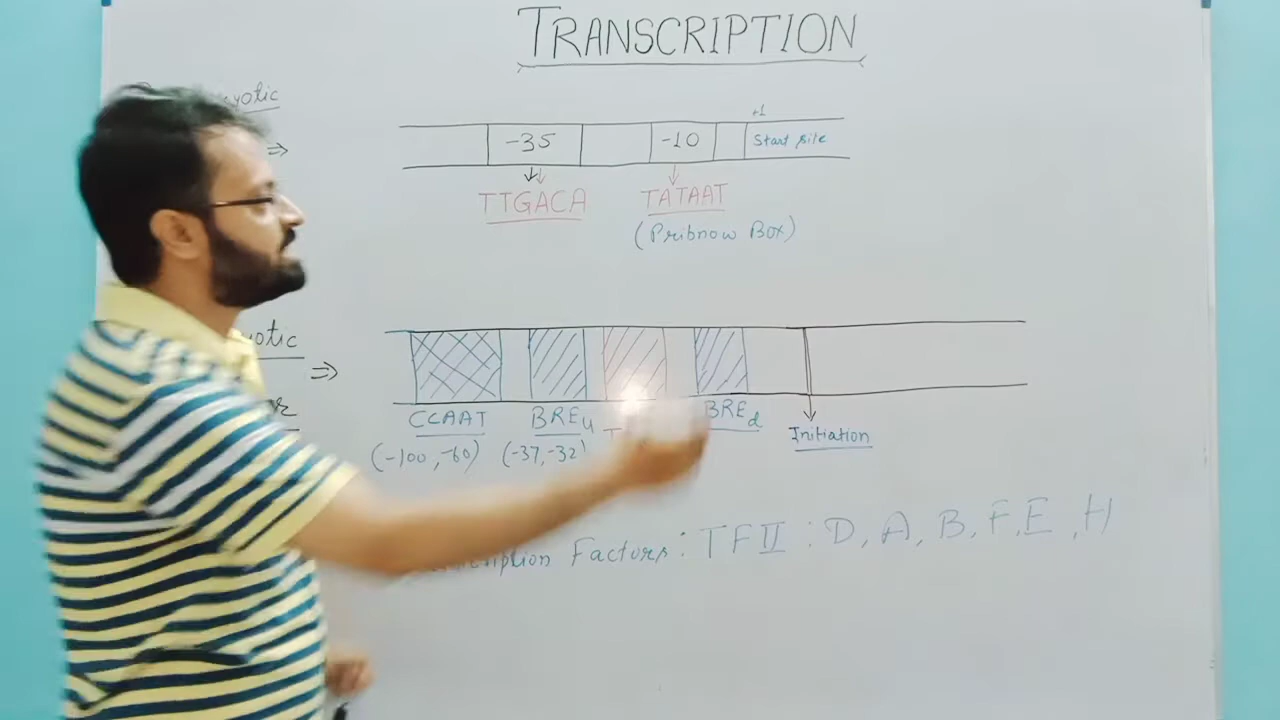 TRANSCRIPTION
+1
-35
-10
Start site
TTGACA
TATAAT
(Pribnow Box)
CCAAT
BREu
BREd
(-100,-60)
(-37,-32)
Initiation
Factors: TFII : D, A, B, F, E, H